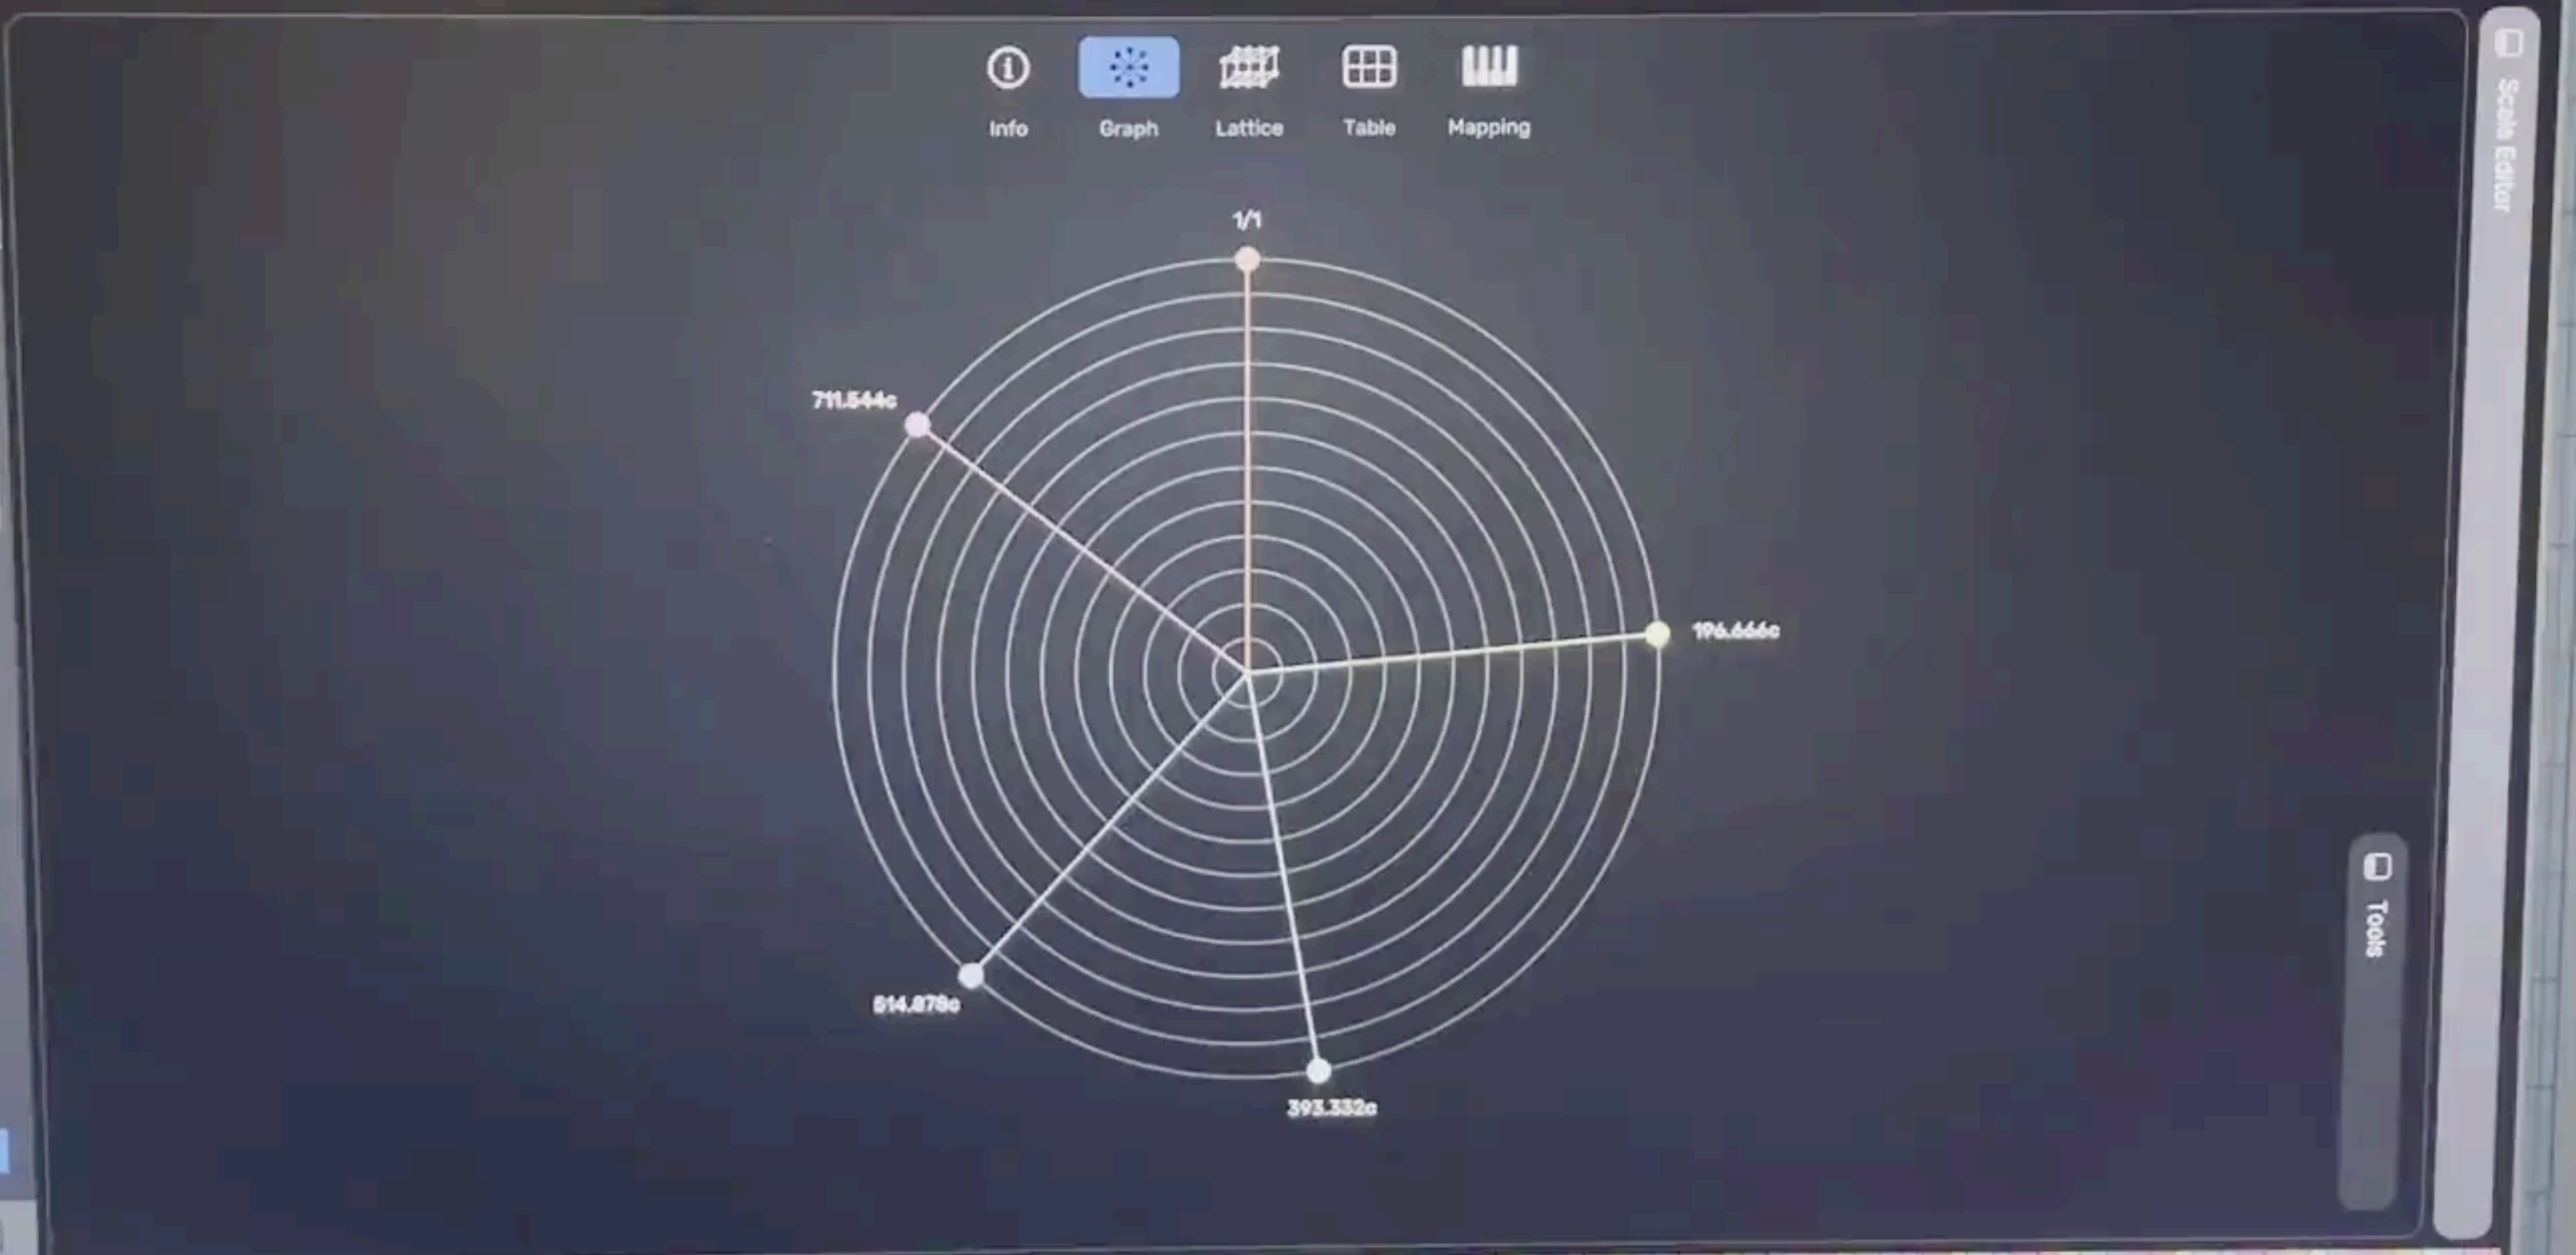 Info
Graph
Lattice
Table
Mapping
Scale Editor
1/1
711.544c
196.666c
514.878c
393.332c
Tools